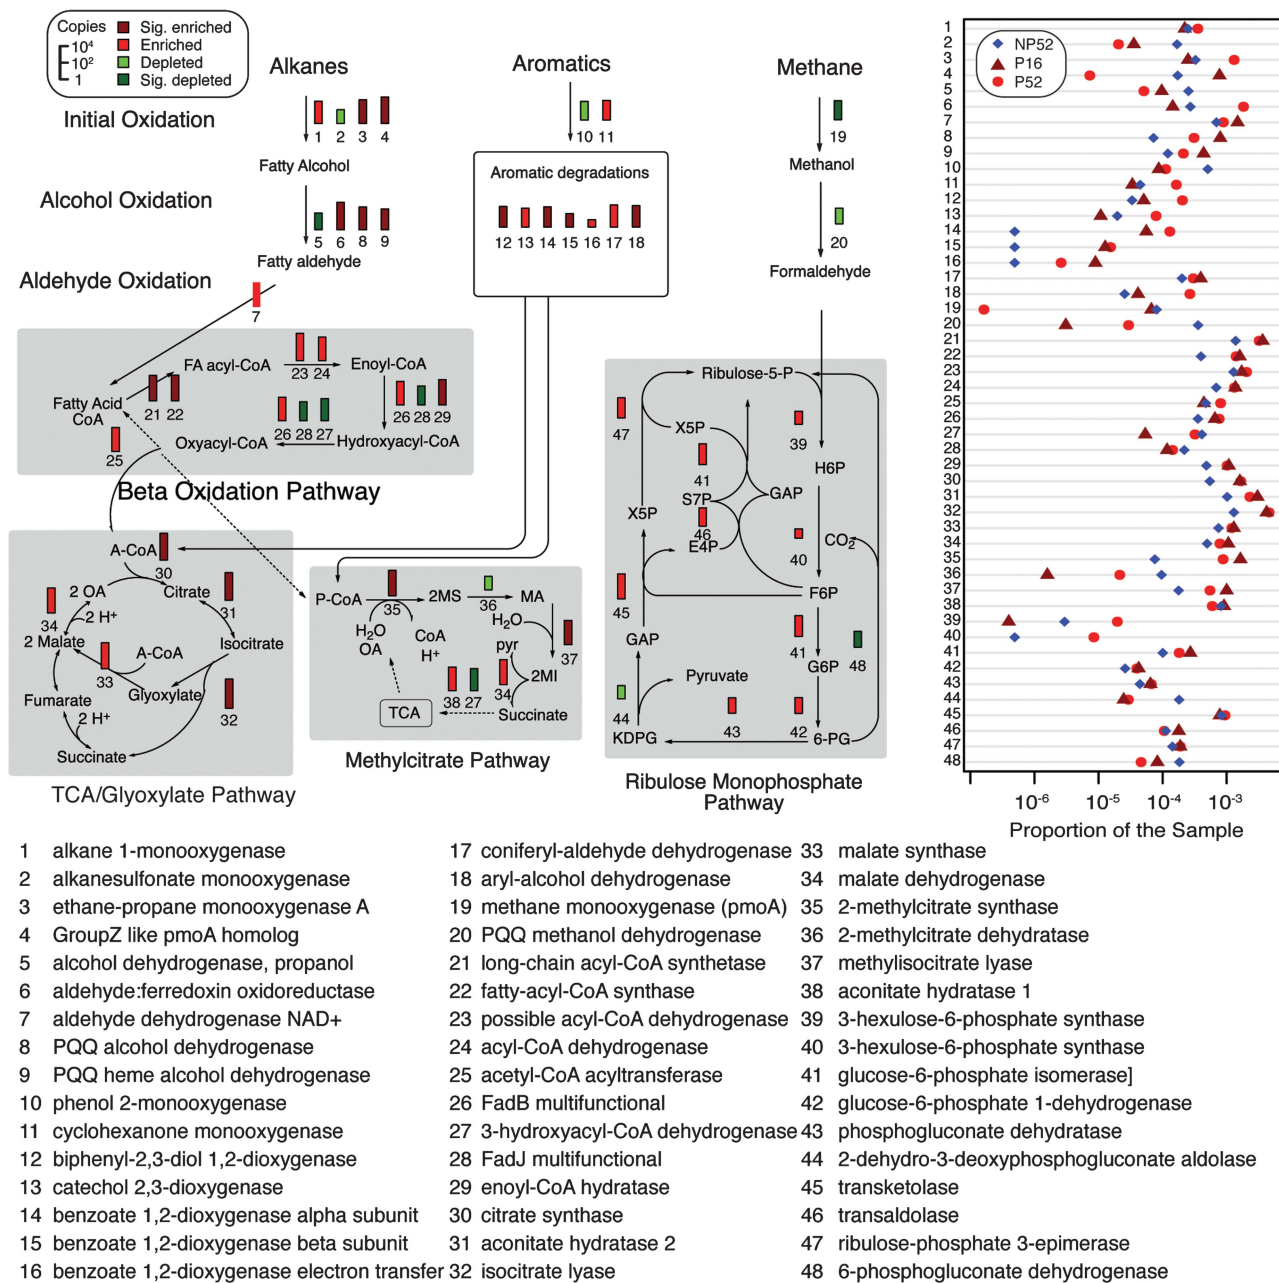 Copies
10⁴
10²
1
Sig. enriched
Enriched
Depleted
Sig. depleted
Alkanes
Aromatics
Methane
Initial Oxidation
1 2 3 4
10 11
19
Fatty Alcohol
Methanol
Alcohol Oxidation
5 6 8 9
20
Fatty aldehyde
Formaldehyde
Aldehyde Oxidation
7
Aromatic degradations
12 13 14 15 16 17 18
FA acyl-CoA
23 24
Enoyl-CoA
Fatty Acid
CoA
21 22
26 28 29
26 28 27
25
Oxyacyl-CoA
Hydroxyacyl-CoA
Beta Oxidation Pathway
A-CoA
30
2 OA
Citrate
31
34
2 H⁺
2 Malate
A-CoA
Isocitrate
33
Glyoxylate
Fumarate
32
2 H⁺
Succinate
TCA/Glyoxylate Pathway
P-CoA
35
2MS
36
MA
H₂O
OA
CoA
H⁺
H₂O
pyr
37
38 27
34
2MI
TCA
Succinate
Methylcitrate Pathway
Ribulose-5-P
47
X5P
39
41
H6P
S7P
GAP
X5P
46
E4P
40
CO₂
45
F6P
GAP
41
48
G6P
Pyruvate
44
43
42
KDPG
6-PG
Ribulose Monophosphate
Pathway
NP52
P16
P52
1
2
3
4
5
6
7
8
9
10
11
12
13
14
15
16
17
18
19
20
21
22
23
24
25
26
27
28
29
30
31
32
33
34
35
36
37
38
39
40
41
42
43
44
45
46
47
48
10⁻⁶ 10⁻⁵ 10⁻⁴ 10⁻³
Proportion of the Sample
1 alkane 1-monooxygenase
2 alkanesulfonate monooxygenase
3 ethane-propane monooxygenase A
4 GroupZ like pmoA homolog
5 alcohol dehydrogenase, propanol
6 aldehyde:ferredoxin oxidoreductase
7 aldehyde dehydrogenase NAD+
8 PQQ alcohol dehydrogenase
9 PQQ heme alcohol dehydrogenase
10 phenol 2-monooxygenase
11 cyclohexanone monooxygenase
12 biphenyl-2,3-diol 1,2-dioxygenase
13 catechol 2,3-dioxygenase
14 benzoate 1,2-dioxygenase alpha subunit
15 benzoate 1,2-dioxygenase beta subunit
16 benzoate 1,2-dioxygenase electron transfer
17 coniferyl-aldehyde dehydrogenase
18 aryl-alcohol dehydrogenase
19 methane monooxygenase (pmoA)
20 PQQ methanol dehydrogenase
21 long-chain acyl-CoA synthetase
22 fatty-acyl-CoA synthase
23 possible acyl-CoA dehydrogenase
24 acyl-CoA dehydrogenase
25 acetyl-CoA acyltransferase
26 FadB multifunctional
27 3-hydroxyacyl-CoA dehydrogenase
28 FadJ multifunctional
29 enoyl-CoA hydratase
30 citrate synthase
31 aconitate hydratase 2
32 isocitrate lyase
33 malate synthase
34 malate dehydrogenase
35 2-methylcitrate synthase
36 2-methylcitrate dehydratase
37 methylisocitrate lyase
38 aconitate hydratase 1
39 3-hexulose-6-phosphate synthase
40 3-hexulose-6-phosphate synthase
41 glucose-6-phosphate isomerase]
42 glucose-6-phosphate 1-dehydrogenase
43 phosphogluconate dehydratase
44 2-dehydro-3-deoxyphosphogluconate aldolase
45 transketolase
46 transaldolase
47 ribulose-phosphate 3-epimerase
48 6-phosphogluconate dehydrogenase